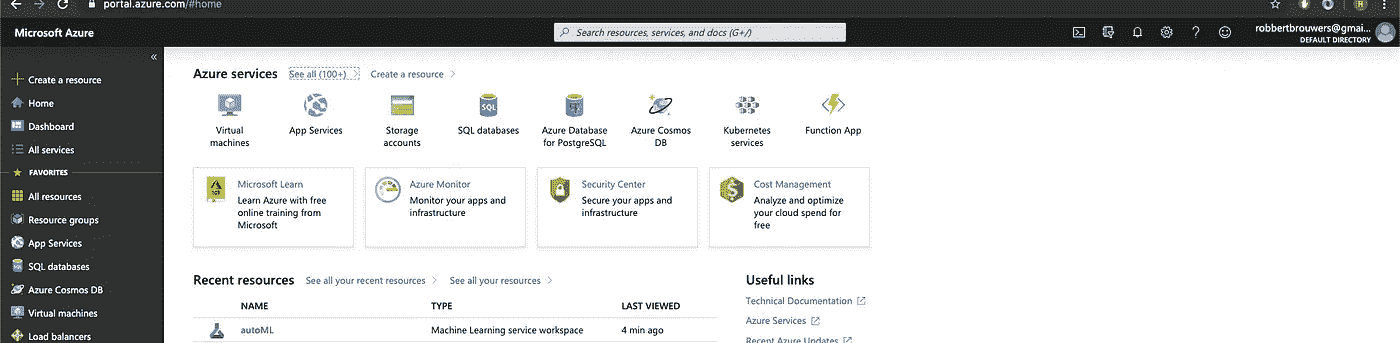 portal.azure.com/#home
Microsoft Azure
Search resources, services, and docs (G+/)
robbertbrouwers@gmai...
DEFAULT DIRECTORY
Create a resource
Home
Dashboard
All services
FAVORITES
All resources
Resource groups
App Services
SQL databases
Azure Cosmos DB
Virtual machines
Load balancers
Azure services
See all (100+)
Create a resource
Virtual
machines
App Services
Storage
accounts
SQL databases
Azure Database
for PostgreSQL
Azure Cosmos
DB
Kubernetes
services
Function App
Microsoft Learn
Learn Azure with free
online training from
Microsoft
Azure Monitor
Monitor your apps and
infrastructure
Security Center
Secure your apps and
infrastructure
Cost Management
Analyze and optimize
your cloud spend for
free
Recent resources
See all your recent resources
See all your resources
NAME
TYPE
LAST VIEWED
autoML
Machine Learning service workspace
4 min ago
Useful links
Technical Documentation
Azure Services
Recent Azure Updates